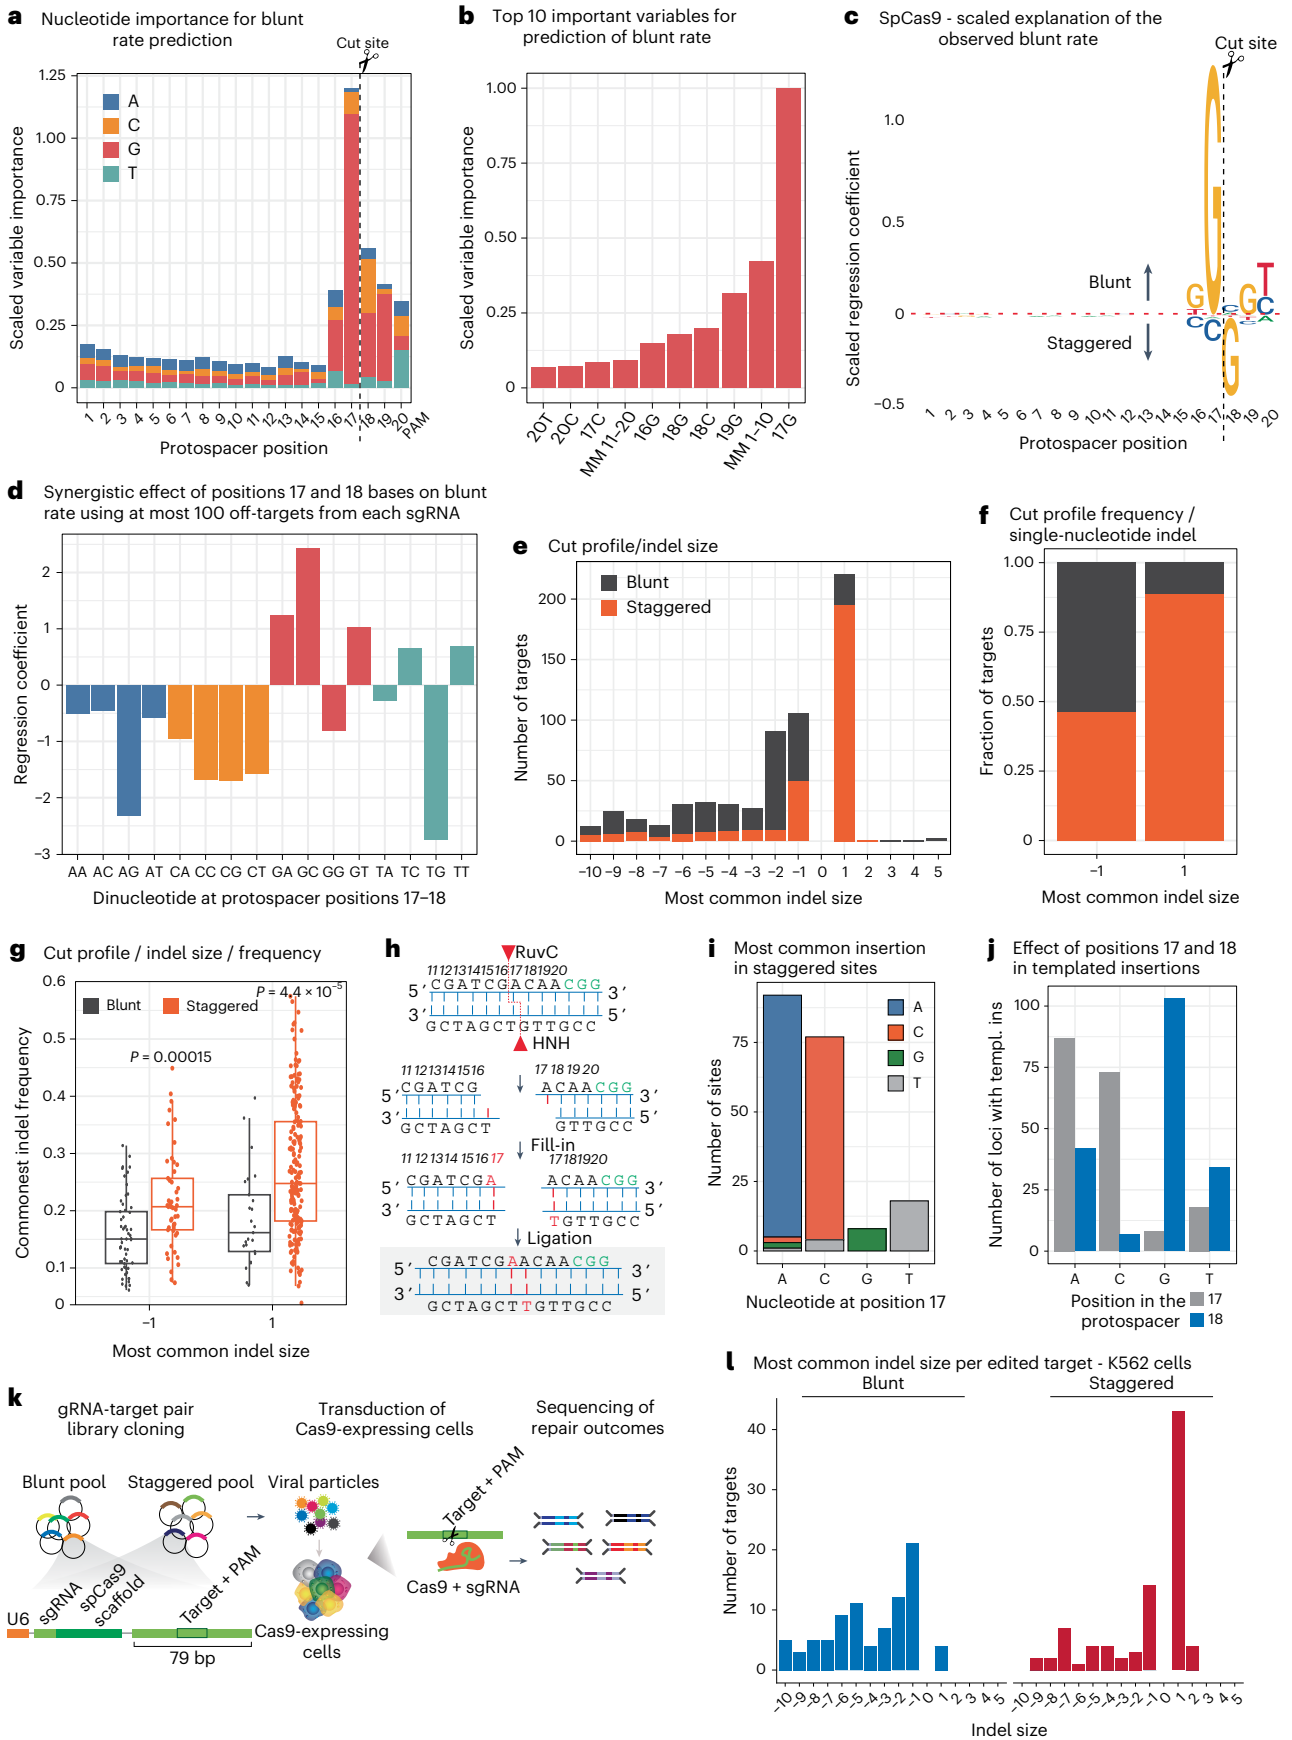 a Nucleotide importance for blunt
rate prediction
Cut site
Scaled variable importance
1.25
1.00
0.75
0.50
0.25
0
A
C
G
T
1 2 3 4 5 6 7 8 9 10 11 12 13 14 15 16 17 18 19 20 PAM
Protospacer position
b Top 10 important variables for
prediction of blunt rate
Scaled variable importance
1.00
0.75
0.50
0.25
0
20T 20C 17C MM 11–20 16G 18G 18C 19G MM 1–10 17G
c SpCas9 - scaled explanation of the
observed blunt rate
Cut site
Scaled regression coefficient
1.0
0.5
0
−0.5
Blunt
Staggered
G C G C G G C T C A
1 2 3 4 5 6 7 8 9 10 11 12 13 14 15 16 17 18 19 20
Protospacer position
d Synergistic effect of positions 17 and 18 bases on blunt
rate using at most 100 off-targets from each sgRNA
Regression coefficient
2
1
0
−1
−2
−3
AA AC AG AT CA CC CG CT GA GC GG GT TA TC TG TT
Dinucleotide at protospacer positions 17–18
e Cut profile/indel size
Blunt
Staggered
Number of targets
200
150
100
50
0
−10 −9 −8 −7 −6 −5 −4 −3 −2 −1 0 1 2 3 4 5
Most common indel size
f Cut profile frequency /
single-nucleotide indel
Fraction of targets
1.00
0.75
0.50
0.25
0
−1 1
Most common indel size
g Cut profile / indel size / frequency
Blunt Staggered
P = 4.4 × 10⁻⁵
P = 0.00015
Commonest indel frequency
0.6
0.5
0.4
0.3
0.2
0.1
0
−1 1
Most common indel size
h
RuvC
11 12 13 14 15 16 17 18 19 20
5′ CGATCGACAACGG 3′
3′ GCTAGCTGTTGCC 5′
HNH
11 12 13 14 15 16 17 18 19 20
5′ CGATCG ACAACGG 3′
3′ GCTAGCT GTTGCC 5′
Fill-in
11 12 13 14 15 16 17 17 18 19 20
5′ CGATCGA ACAACGG 3′
3′ GCTAGCT TGTTGCC 5′
Ligation
5′ CGATCGAACAACGG 3′
3′ GCTAGCTTGTTGCC 5′
i Most common insertion
in staggered sites
Number of sites
75
50
25
0
A
C
G
T
A C G T
Nucleotide at position 17
j Effect of positions 17 and 18
in templated insertions
Number of loci with templ. ins
100
75
50
25
0
A C G T
Position in the
protospacer
17
18
k
gRNA-target pair
library cloning
Transduction of
Cas9-expressing cells
Sequencing of
repair outcomes
Blunt pool Staggered pool Viral particles
Target + PAM
Cas9 + sgRNA
U6
sgRNA
spCas9
scaffold
Target + PAM
79 bp
Cas9-expressing
cells
l Most common indel size per edited target - K562 cells
Blunt Staggered
Number of targets
40
30
20
10
0
−10 −9 −8 −7 −6 −5 −4 −3 −2 −1 0 1 2 3 4 5
−10 −9 −8 −7 −6 −5 −4 −3 −2 −1 0 1 2 3 4 5
Indel size